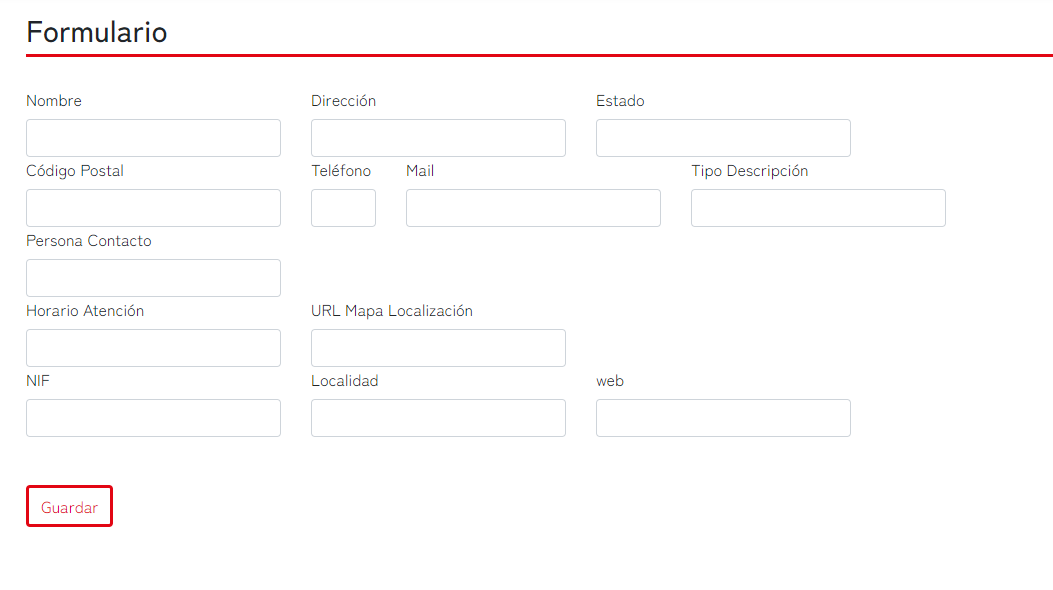 Formulario
Nombre Dirección Estado
Código Postal Teléfono Mail Tipo Descripción
Persona Contacto
Horario Atención URL Mapa Localización
NIF Localidad web
Guardar